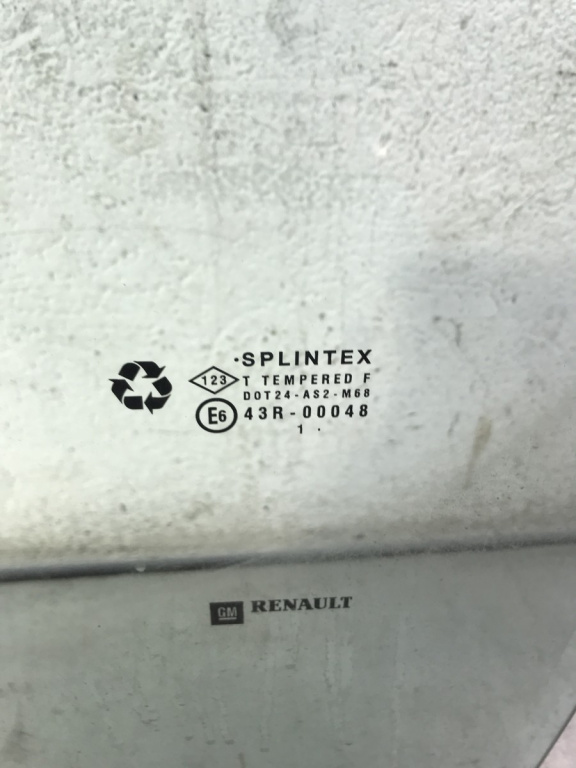 ·SPLINTEX
123 T TEMPERED F
DOT24-AS2-M68
E6 43R-00048
1 .
GM RENAULT